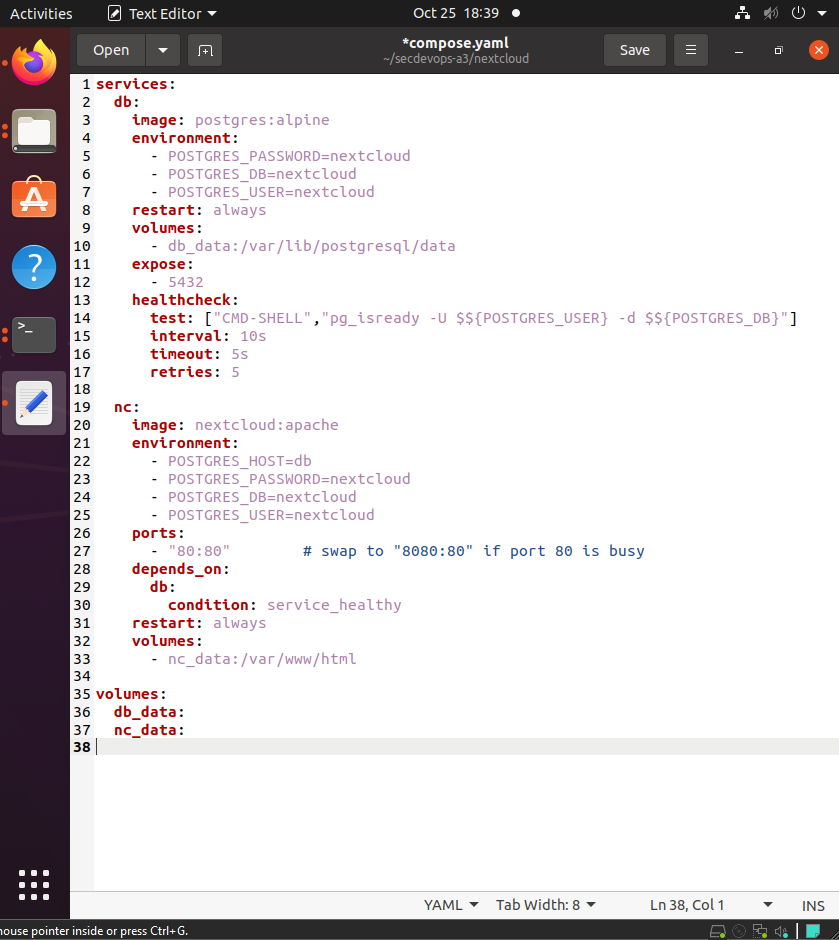 Activities Text Editor Oct 25 18:39
Open *compose.yaml Save
~/secdevops-a3/nextcloud
1 services:
2   db:
3     image: postgres:alpine
4     environment:
5       - POSTGRES_PASSWORD=nextcloud
6       - POSTGRES_DB=nextcloud
7       - POSTGRES_USER=nextcloud
8     restart: always
9     volumes:
10       - db_data:/var/lib/postgresql/data
11     expose:
12       - 5432
13     healthcheck:
14       test: ["CMD-SHELL","pg_isready -U $${POSTGRES_USER} -d $${POSTGRES_DB}"]
15       interval: 10s
16       timeout: 5s
17       retries: 5
18
19   nc:
20     image: nextcloud:apache
21     environment:
22       - POSTGRES_HOST=db
23       - POSTGRES_PASSWORD=nextcloud
24       - POSTGRES_DB=nextcloud
25       - POSTGRES_USER=nextcloud
26     ports:
27       - "80:80"        # swap to "8080:80" if port 80 is busy
28     depends_on:
29       db:
30         condition: service_healthy
31     restart: always
32     volumes:
33       - nc_data:/var/www/html
34
35 volumes:
36   db_data:
37   nc_data:
38
YAML Tab Width: 8 Ln 38, Col 1 INS
pointer inside or press Ctrl+G.